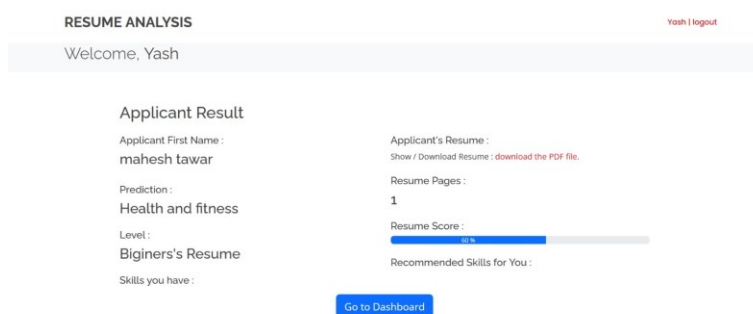 RESUME ANALYSIS
Yash | logout
Welcome, Yash
Applicant Result
Applicant First Name :
mahesh tawar
Prediction :
Health and fitness
Level :
Biginers's Resume
Skills you have :
Applicant's Resume :
Show / Download Resume : download the PDF file.
Resume Pages :
1
Resume Score :
60 %
Recommended Skills for You :
Go to Dashboard